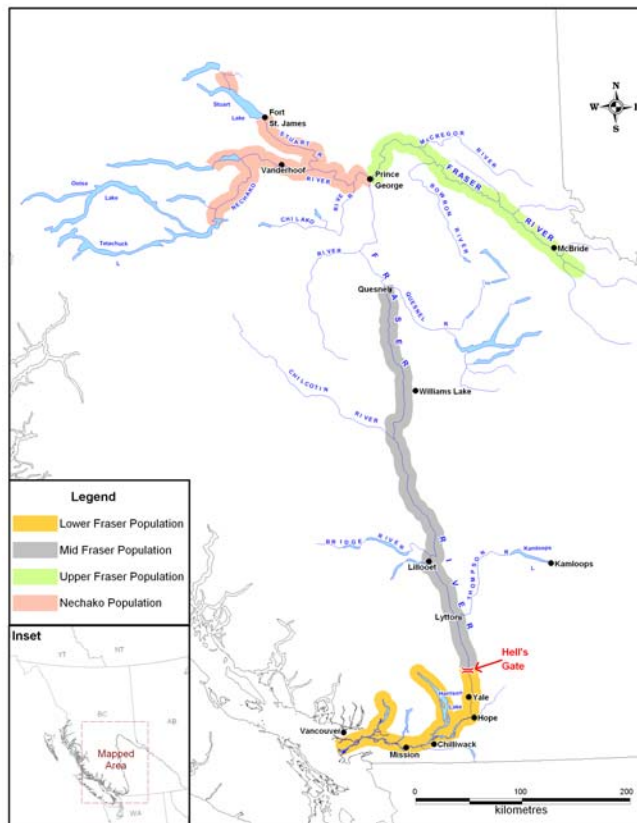 N
W
E
S
Stuart
Lake
Fort
St. James
STUART R.
McGREGOR
RIVER
Vanderhoof
RIVER
NECHAKO
Prince
George
FRASER
RIVER
BOWRON RIVER
McBride
Ootsa
Lake
Tetachuck
L
CHILAKO
RIVER
RIVER
Quesnel
QUESNEL
R
FRASER
Williams Lake
CHILCOTIN
RIVER
Legend
Lower Fraser Population
Mid Fraser Population
Upper Fraser Population
Nechako Population
BRIDGE
RIVER
Lillooet
RIVER
THOMPSON
R
Kamloops
L
Kamloops
Lytton
Hell's
Gate
Harrison
Lake
Yale
Hope
Vancouver
Mission
Chilliwack
Inset
YT
NT
BC
AB
Mapped
Area
WA
0
50
100
200
kilometres